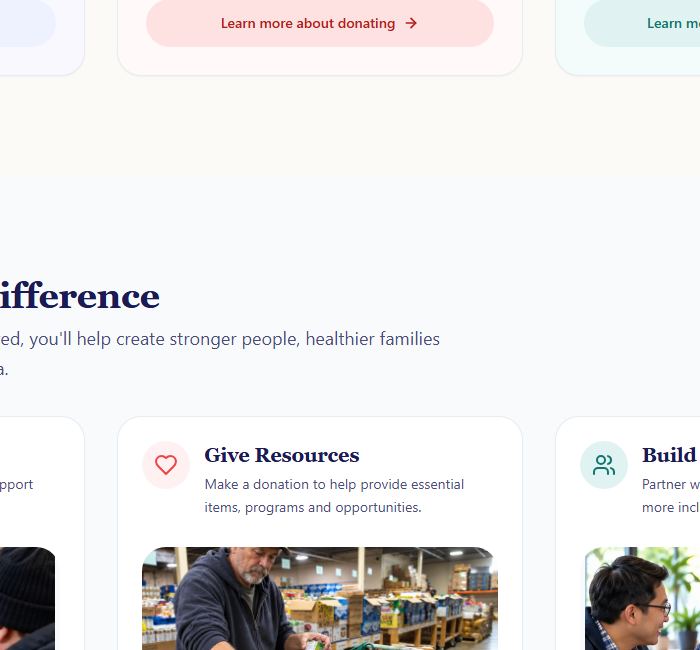 Learn more about donating
Learn
ifference
ed, you'll help create stronger people, healthier families
a.
pport
Give Resources
Make a donation to help provide essential
items, programs and opportunities.
Build
Partner
more